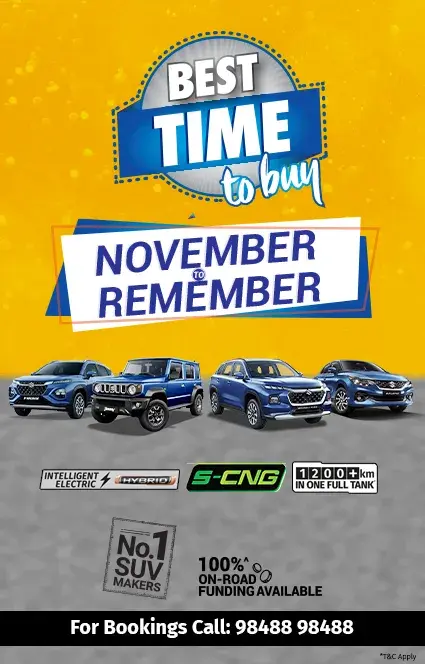 BEST
TIME
to buy
NOVEMBER
TO
REMEMBER
INTELLIGENT
ELECTRIC
HYBRID
S-CNG
1200+km
IN ONE FULL TANK
No.1
SUV
MAKERS
100%^
ON-ROAD
FUNDING AVAILABLE
For Bookings Call: 98488 98488
*T&C Apply